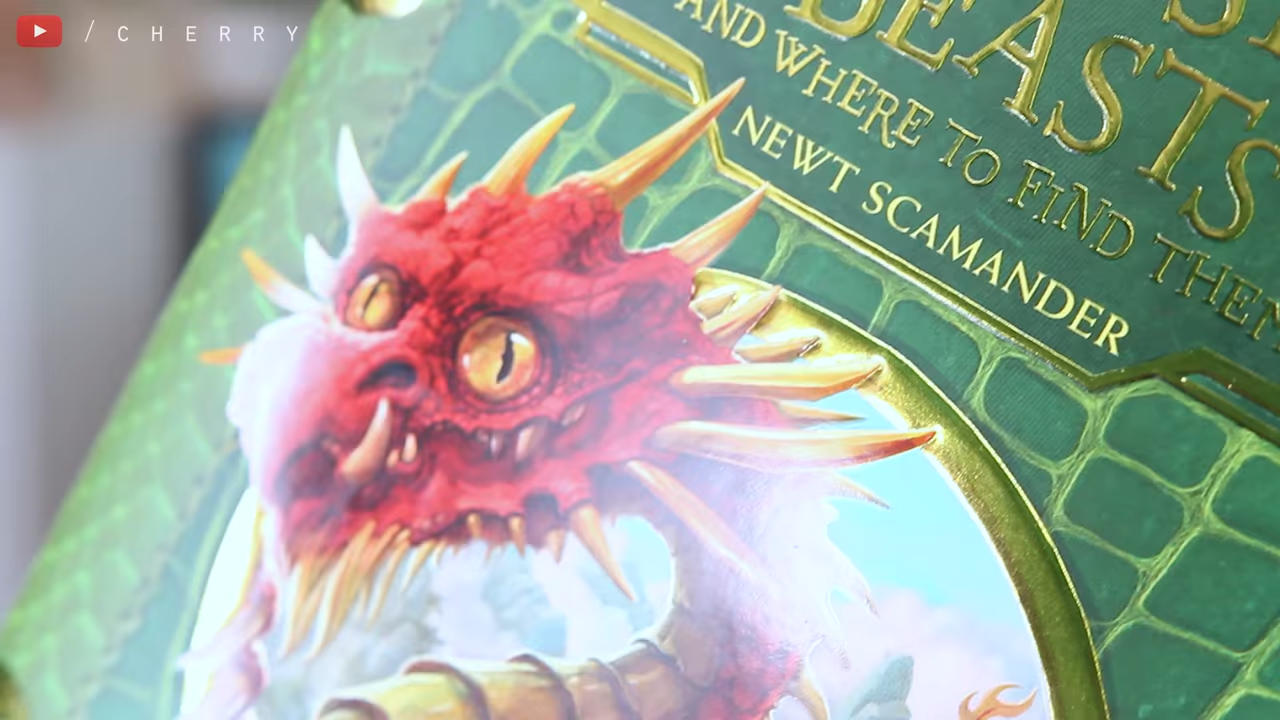 / CHERRY
BEASTS
AND WHERE TO FIND THEM
NEWT SCAMANDER